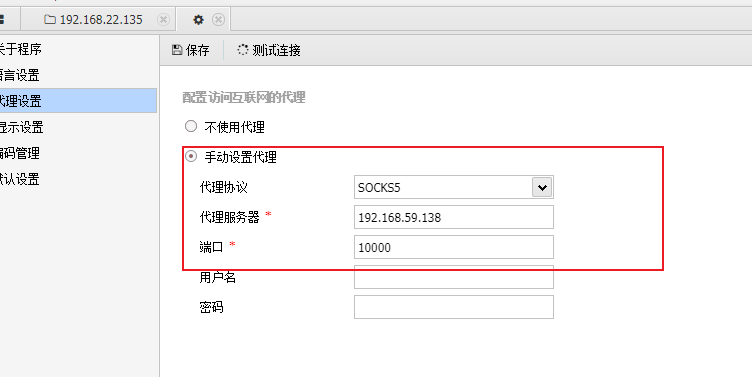 192.168.22.135
关于程序
保存
测试连接
语言设置
代理设置
显示设置
编码管理
默认设置
配置访问互联网的代理
不使用代理
手动设置代理
代理协议
SOCKS5
代理服务器 *
192.168.59.138
端口 *
10000
用户名
密码